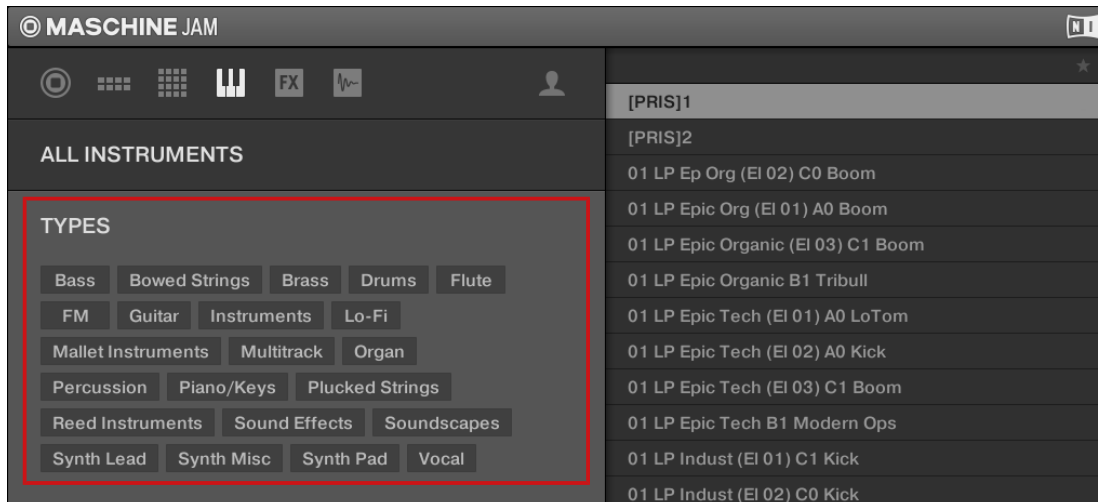 MASCHINE JAM
NI
FX
ALL INSTRUMENTS
TYPES
Bass Bowed Strings Brass Drums Flute
FM Guitar Instruments Lo-Fi
Mallet Instruments Multitrack Organ
Percussion Piano/Keys Plucked Strings
Reed Instruments Sound Effects Soundscapes
Synth Lead Synth Misc Synth Pad Vocal
[PRIS]1
[PRIS]2
01 LP Ep Org (El 02) C0 Boom
01 LP Epic Org (El 01) A0 Boom
01 LP Epic Organic (El 03) C1 Boom
01 LP Epic Organic B1 Tribull
01 LP Epic Tech (El 01) A0 LoTom
01 LP Epic Tech (El 02) A0 Kick
01 LP Epic Tech (El 03) C1 Boom
01 LP Epic Tech B1 Modern Ops
01 LP Indust (El 01) C1 Kick
01 LP Indust (El 02) C0 Kick